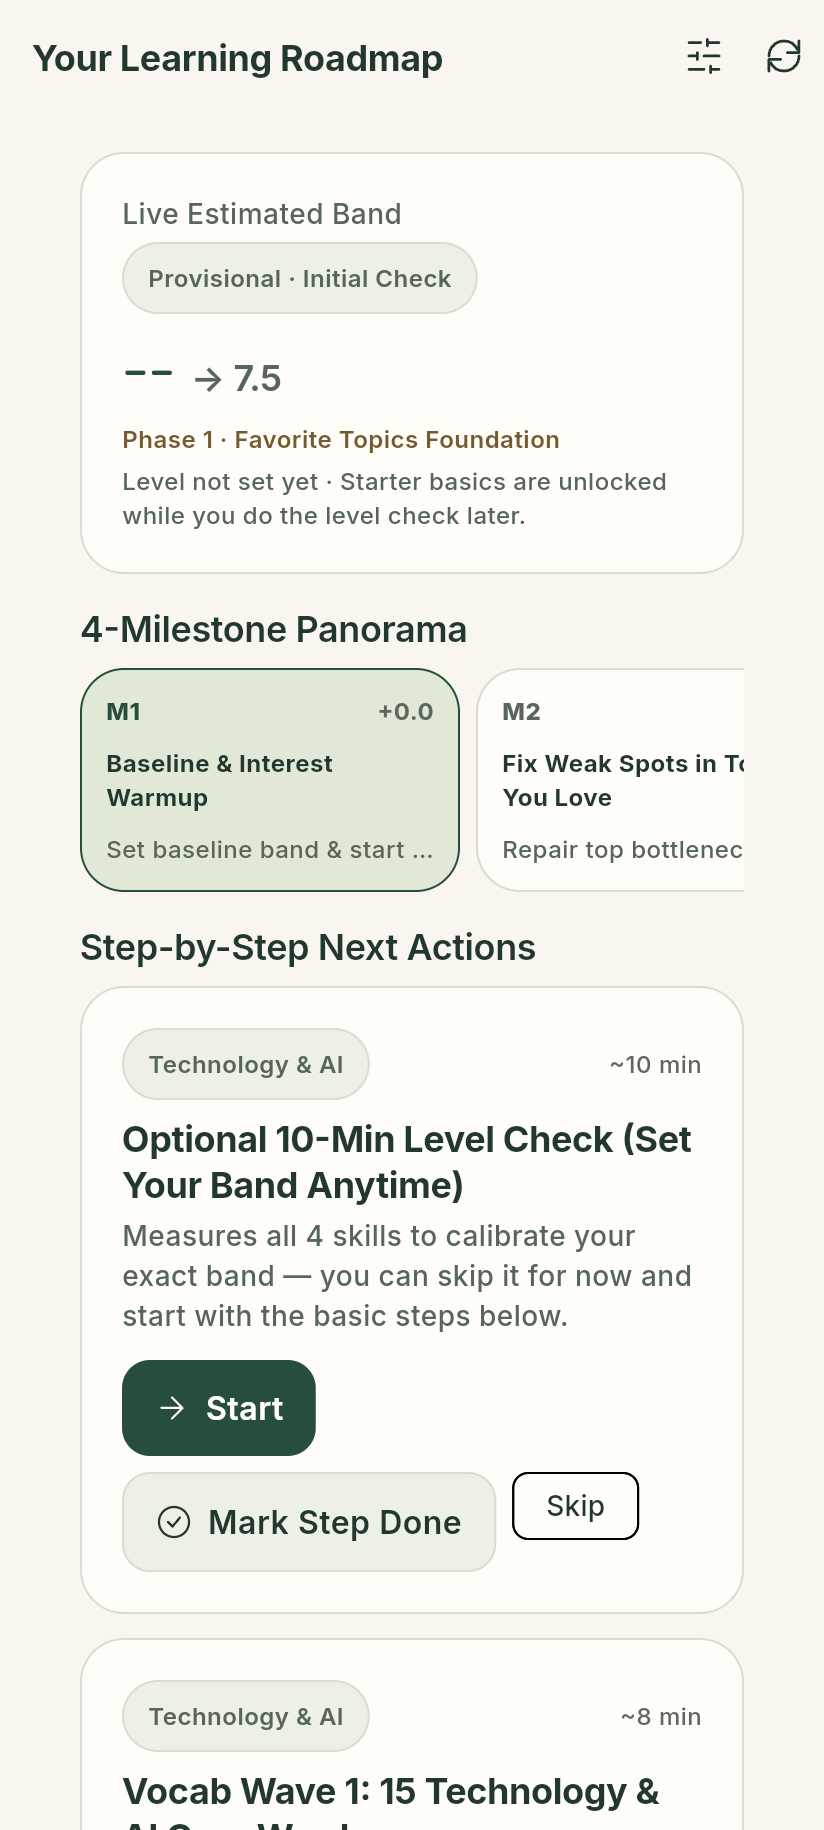 Your Learning Roadmap
Live Estimated Band
Provisional · Initial Check
-- → 7.5
Phase 1 · Favorite Topics Foundation
Level not set yet · Starter basics are unlocked
while you do the level check later.
4-Milestone Panorama
M1 +0.0
Baseline & Interest
Warmup
Set baseline band & start ...
M2
Fix Weak Spots in
You Love
Repair top
Step-by-Step Next Actions
Technology & AI ~10 min
Optional 10-Min Level Check (Set
Your Band Anytime)
Measures all 4 skills to calibrate your
exact band — you can skip it for now and
start with the basic steps below.
→ Start
Mark Step Done
Skip
Technology & AI ~8 min
Vocab Wave 1: 15 Technology &